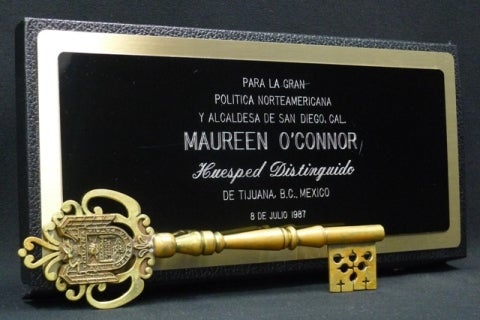 PARA LA GRAN
POLITICA NORTEAMERICANA
Y ALCALDESA DE SAN DIEGO, CAL.
MAUREEN O'CONNOR,
Huesped Distinguido
DE TIJUANA, B.C., MEXICO
8 DE JULIO 1987